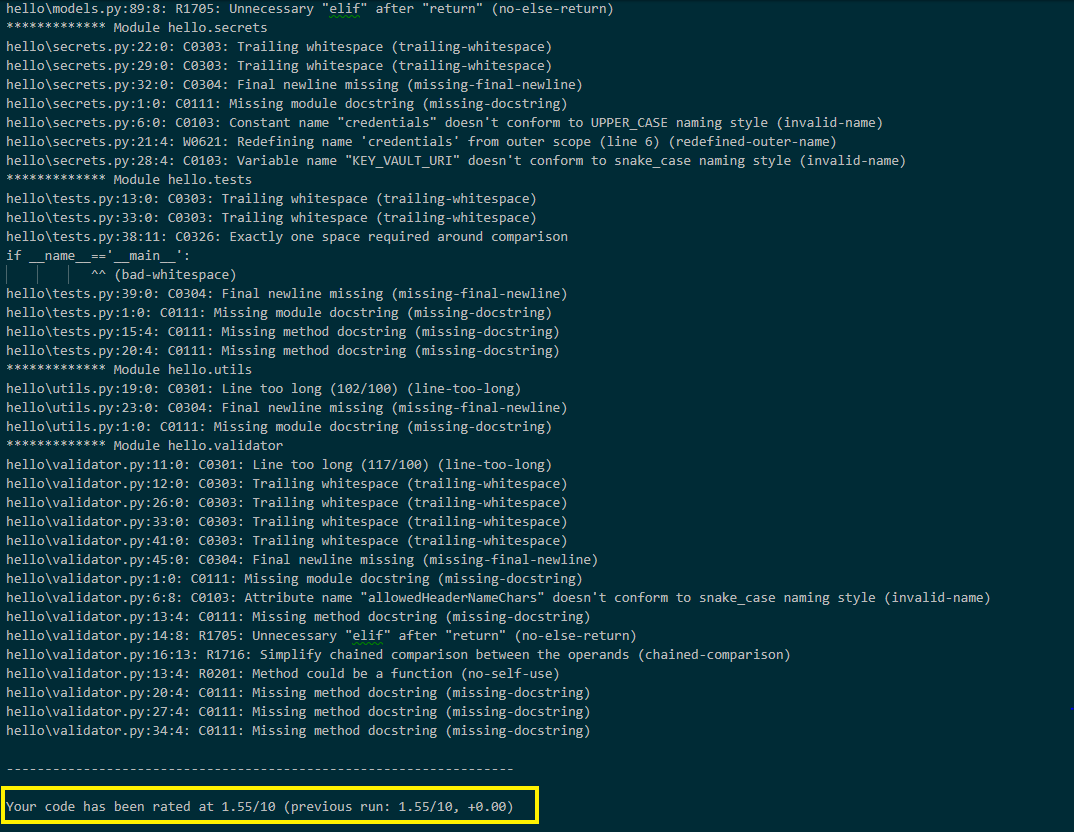 hello\models.py:89:8: R1705: Unnecessary "elif" after "return" (no-else-return)
************* Module hello.secrets
hello\secrets.py:22:0: C0303: Trailing whitespace (trailing-whitespace)
hello\secrets.py:29:0: C0303: Trailing whitespace (trailing-whitespace)
hello\secrets.py:32:0: C0304: Final newline missing (missing-final-newline)
hello\secrets.py:1:0: C0111: Missing module docstring (missing-docstring)
hello\secrets.py:6:0: C0103: Constant name "credentials" doesn't conform to UPPER_CASE naming style (invalid-name)
hello\secrets.py:21:4: W0621: Redefining name 'credentials' from outer scope (line 6) (redefined-outer-name)
hello\secrets.py:28:4: C0103: Variable name "KEY_VAULT_URI" doesn't conform to snake_case naming style (invalid-name)
************* Module hello.tests
hello\tests.py:13:0: C0303: Trailing whitespace (trailing-whitespace)
hello\tests.py:33:0: C0303: Trailing whitespace (trailing-whitespace)
hello\tests.py:38:11: C0326: Exactly one space required around comparison
if __name__=='__main__':
^^ (bad-whitespace)
hello\tests.py:39:0: C0304: Final newline missing (missing-final-newline)
hello\tests.py:1:0: C0111: Missing module docstring (missing-docstring)
hello\tests.py:15:4: C0111: Missing method docstring (missing-docstring)
hello\tests.py:20:4: C0111: Missing method docstring (missing-docstring)
************* Module hello.utils
hello\utils.py:19:0: C0301: Line too long (102/100) (line-too-long)
hello\utils.py:23:0: C0304: Final newline missing (missing-final-newline)
hello\utils.py:1:0: C0111: Missing module docstring (missing-docstring)
************* Module hello.validator
hello\validator.py:11:0: C0301: Line too long (117/100) (line-too-long)
hello\validator.py:12:0: C0303: Trailing whitespace (trailing-whitespace)
hello\validator.py:26:0: C0303: Trailing whitespace (trailing-whitespace)
hello\validator.py:33:0: C0303: Trailing whitespace (trailing-whitespace)
hello\validator.py:41:0: C0303: Trailing whitespace (trailing-whitespace)
hello\validator.py:45:0: C0304: Final newline missing (missing-final-newline)
hello\validator.py:1:0: C0111: Missing module docstring (missing-docstring)
hello\validator.py:6:8: C0103: Attribute name "allowedHeaderNameChars" doesn't conform to snake_case naming style (invalid-name)
hello\validator.py:13:4: C0111: Missing method docstring (missing-docstring)
hello\validator.py:14:8: R1705: Unnecessary "elif" after "return" (no-else-return)
hello\validator.py:16:13: R1716: Simplify chained comparison between the operands (chained-comparison)
hello\validator.py:13:4: R0201: Method could be a function (no-self-use)
hello\validator.py:20:4: C0111: Missing method docstring (missing-docstring)
hello\validator.py:27:4: C0111: Missing method docstring (missing-docstring)
hello\validator.py:34:4: C0111: Missing method docstring (missing-docstring)
------------------------------------------------------------------
Your code has been rated at 1.55/10 (previous run: 1.55/10, +0.00)